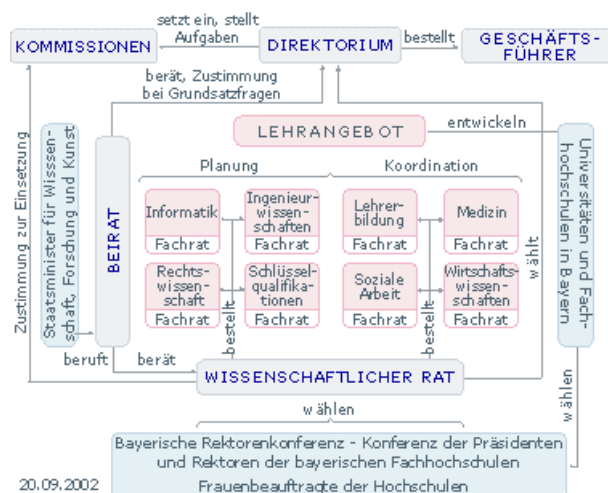 setzt ein, stellt
Aufgaben
KOMMISSIONEN
DIREKTORIUM
bestellt
GESCHÄFTS-
FÜHRER
berät, Zustimmung
bei Grundsatzfragen
LEHRANGEBOT
entwickeln
Zustimmung zur Einsetzung
Staatsminister für Wisssen-
schaft, Forschung und Kunst
BEIRAT
Planung
Koordination
Informatik
Fachrat
Ingenieur-
wissen-
schaften
Fachrat
Lehrer-
bildung
Fachrat
Medizin
Fachrat
Rechts-
wissen-
schaft
Fachrat
Schlüssel-
qualifika-
tionen
Fachrat
Soziale
Arbeit
Fachrat
Wirtschafts-
wissen-
schaften
Fachrat
bestellt
bestellt
wählt
Universitäten und Fach-
hochschulen in Bayern
beruft
berät
WISSENSCHAFTLICHER RAT
wählen
wählen
Bayerische Rektorenkonferenz - Konferenz der Präsidenten
und Rektoren der bayerischen Fachhochschulen
Frauenbeauftragte der Hochschulen
20.09.2002